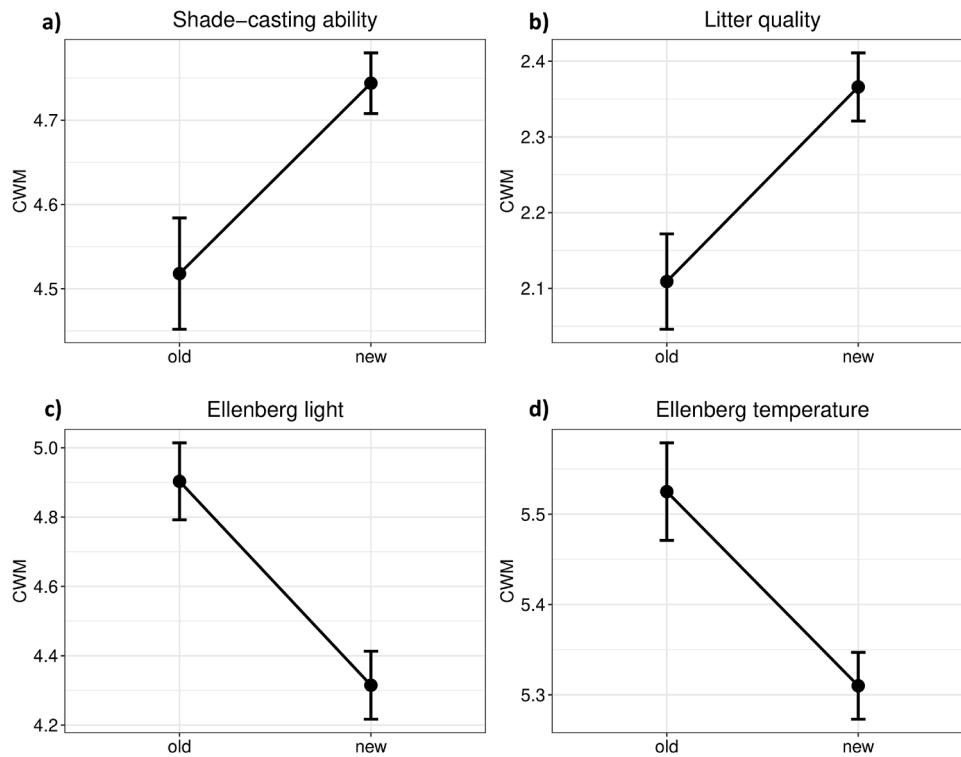 a) Shade−casting ability
CWM
4.7
4.6
4.5
old new
b) Litter quality
CWM
2.4
2.3
2.2
2.1
old new
c) Ellenberg light
CWM
5.0
4.8
4.6
4.4
4.2
old new
d) Ellenberg temperature
CWM
5.5
5.4
5.3
old new